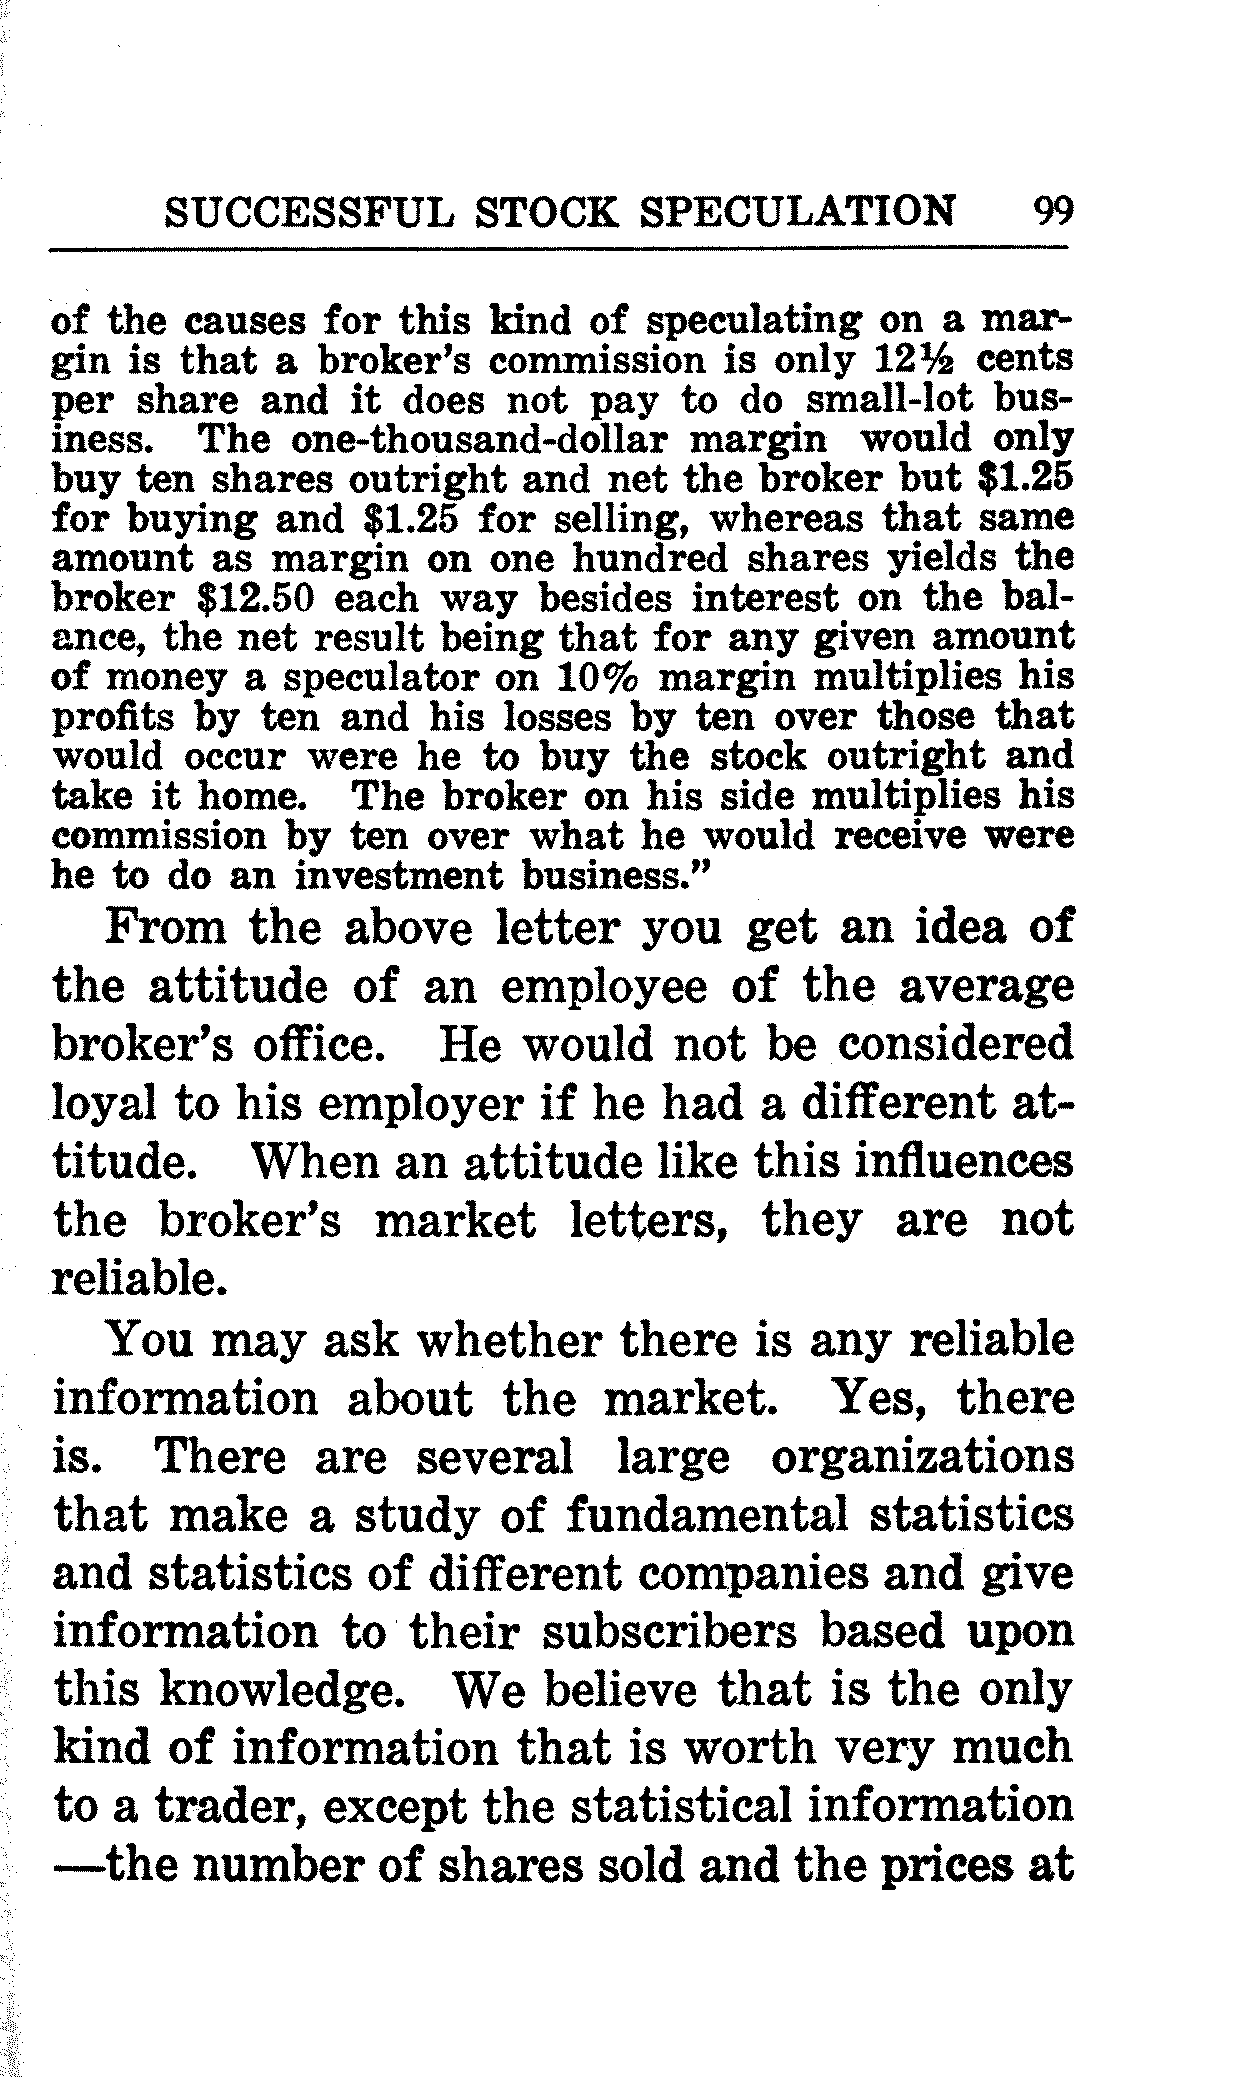 SUCCESSFUL STOCK SPECULATION 99
of the causes for this kind of speculating on a mar-
gin is that a broker's commission is only 12½ cents
per share and it does not pay to do small-lot bus-
iness. The one-thousand-dollar margin would only
buy ten shares outright and net the broker but $1.25
for buying and $1.25 for selling, whereas that same
amount as margin on one hundred shares yields the
broker $12.50 each way besides interest on the bal-
ance, the net result being that for any given amount
of money a speculator on 10% margin multiplies his
profits by ten and his losses by ten over those that
would occur were he to buy the stock outright and
take it home. The broker on his side multiplies his
commission by ten over what he would receive were
he to do an investment business."
From the above letter you get an idea of
the attitude of an employee of the average
broker's office. He would not be considered
loyal to his employer if he had a different at-
titude. When an attitude like this influences
the broker's market letters, they are not
reliable.
You may ask whether there is any reliable
information about the market. Yes, there
is. There are several large organizations
that make a study of fundamental statistics
and statistics of different companies and give
information to their subscribers based upon
this knowledge. We believe that is the only
kind of information that is worth very much
to a trader, except the statistical information
—the number of shares sold and the prices at